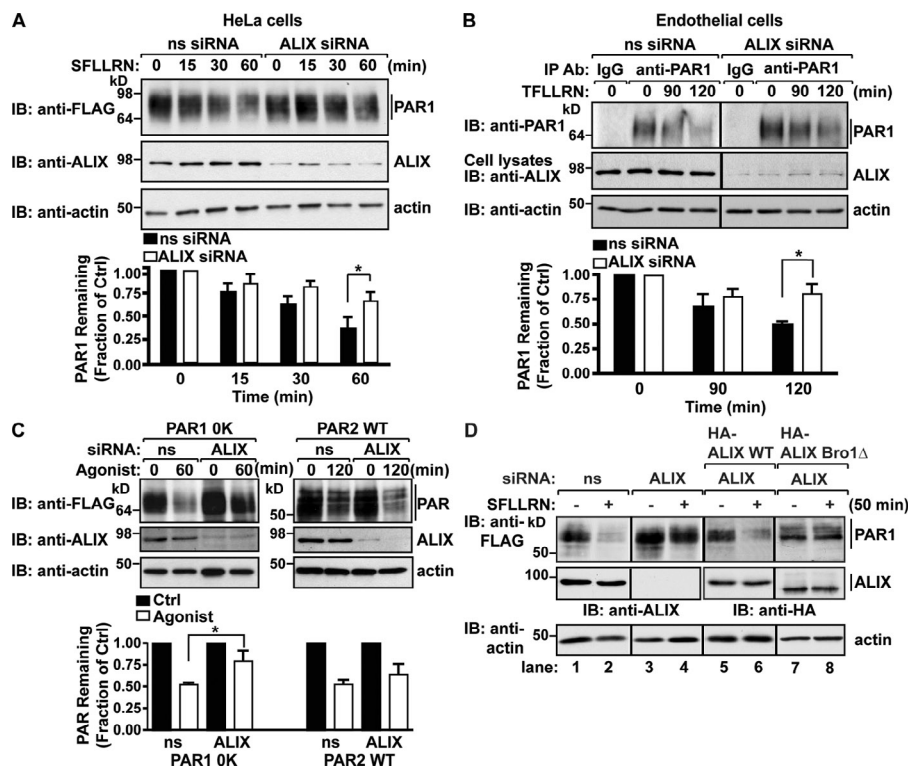 A
HeLa cells
ns siRNA ALIX siRNA
SFLLRN: 0 15 30 60 0 15 30 60 (min)
kD
98
64
IB: anti-FLAG
PAR1
IB: anti-ALIX
98
ALIX
IB: anti-actin
50
actin
ns siRNA
ALIX siRNA
PAR1 Remaining
(Fraction of Ctrl)
1.00
0.75
0.50
0.25
0.00
*
0 15 30 60
Time (min)
B
Endothelial cells
ns siRNA ALIX siRNA
IP Ab: IgG anti-PAR1 IgG anti-PAR1
TFLLRN: 0 0 90 120 0 0 90 120 (min)
kD
IB: anti-PAR1
64
PAR1
Cell lysates
IB: anti-ALIX
98
ALIX
IB: anti-actin
50
actin
ns siRNA
ALIX siRNA
PAR1 Remaining
(Fraction of Ctrl)
1.00
0.75
0.50
0.25
0.00
*
0 90 120
Time (min)
C
PAR1 0K PAR2 WT
siRNA: ns ALIX ns ALIX
Agonist: 0 60 0 60 (min) 0 120 0 120 (min)
kD kD
IB: anti-FLAG
64
50
PAR
IB: anti-ALIX
98 98
ALIX
IB: anti-actin
50 50
actin
Ctrl
Agonist
PAR Remaining
(Fraction of Ctrl)
1.00
0.75
0.50
0.25
0.00
*
ns ALIX ns ALIX
PAR1 0K PAR2 WT
D
HA- HA-
ALIX WT ALIX Bro1Δ
siRNA: ns ALIX ALIX ALIX
SFLLRN: - + - + - + - + (50 min)
IB: anti- kD
FLAG
50
PAR1
100
ALIX
IB: anti-ALIX IB: anti-HA
IB: anti-
actin
50
actin
lane: 1 2 3 4 5 6 7 8